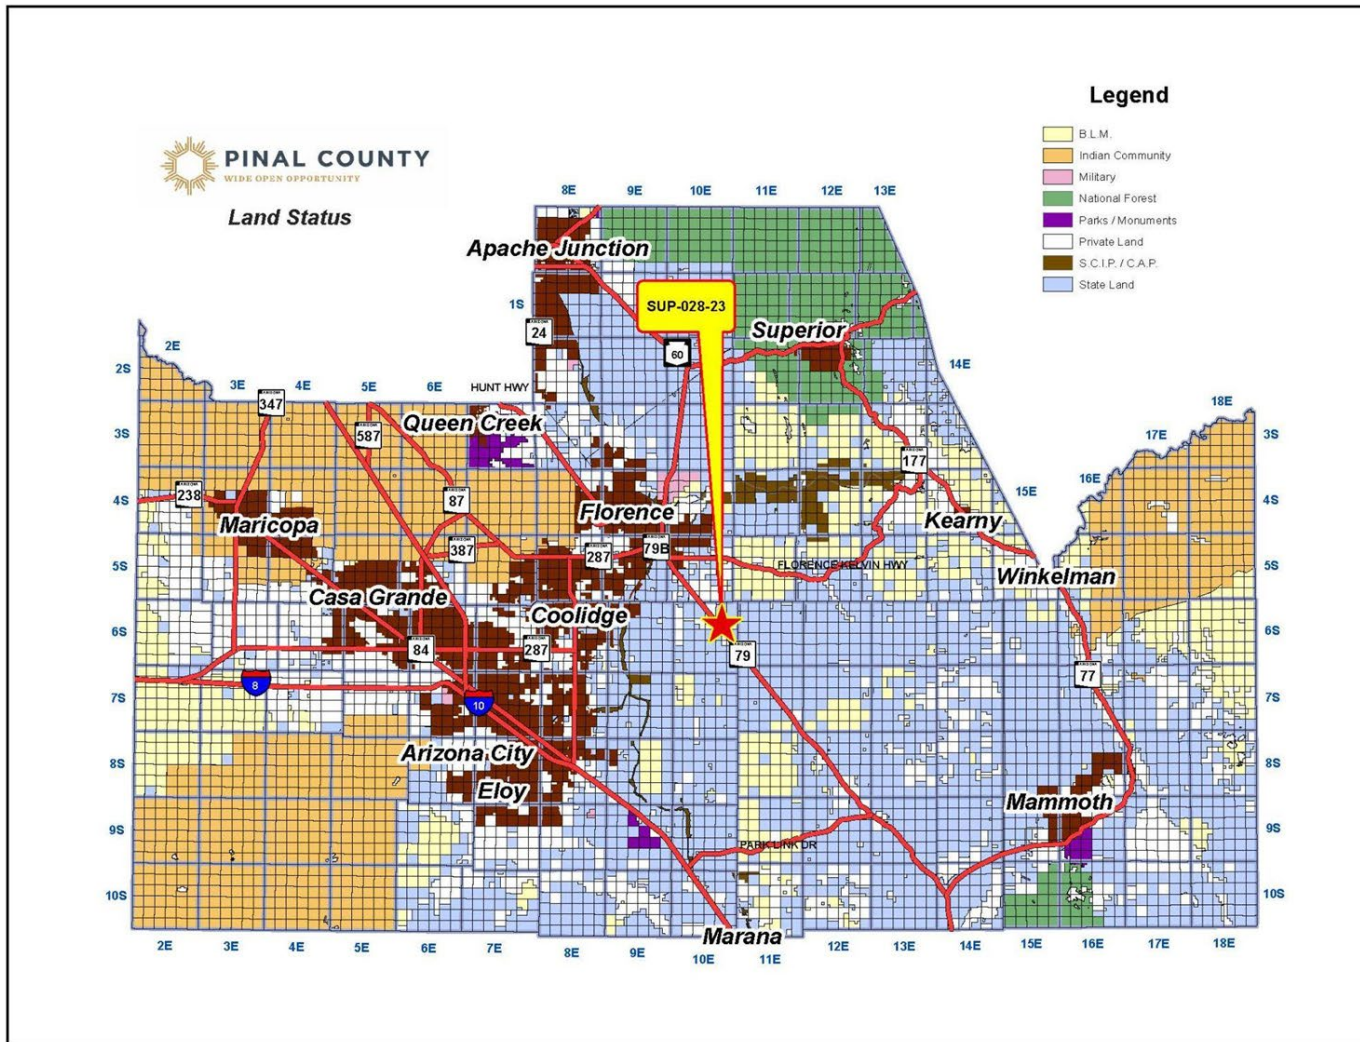 Legend
B.L.M.
Indian Community
Military
National Forest
Parks / Monuments
Private Land
S.C.I.P. / C.A.P.
State Land
PINAL COUNTY
WIDE OPEN OPPORTUNITY
Land Status
8E 9E 10E 11E 12E 13E
Apache Junction
SUP-028-23
1S
24
Superior
60
2E
2S
14E
3E 4E 5E 6E
HUNT HWY
347
18E
587
Queen Creek
3S
17E
3S
177
16E
238
87
4S
Maricopa
Florence
15E
4S
Kearny
387
287
79B
5S
FLORENCE KELVIN HWY
5S
Winkelman
Casa Grande
Coolidge
6S
84
287
79
6S
77
8
7S
10
7S
Arizona City
8S
8S
Eloy
Mammoth
9S
PARK LINK DR
9S
10S
10S
Marana
2E 3E 4E 5E 6E 7E 8E 9E 10E 11E 12E 13E 14E 15E 16E 17E 18E